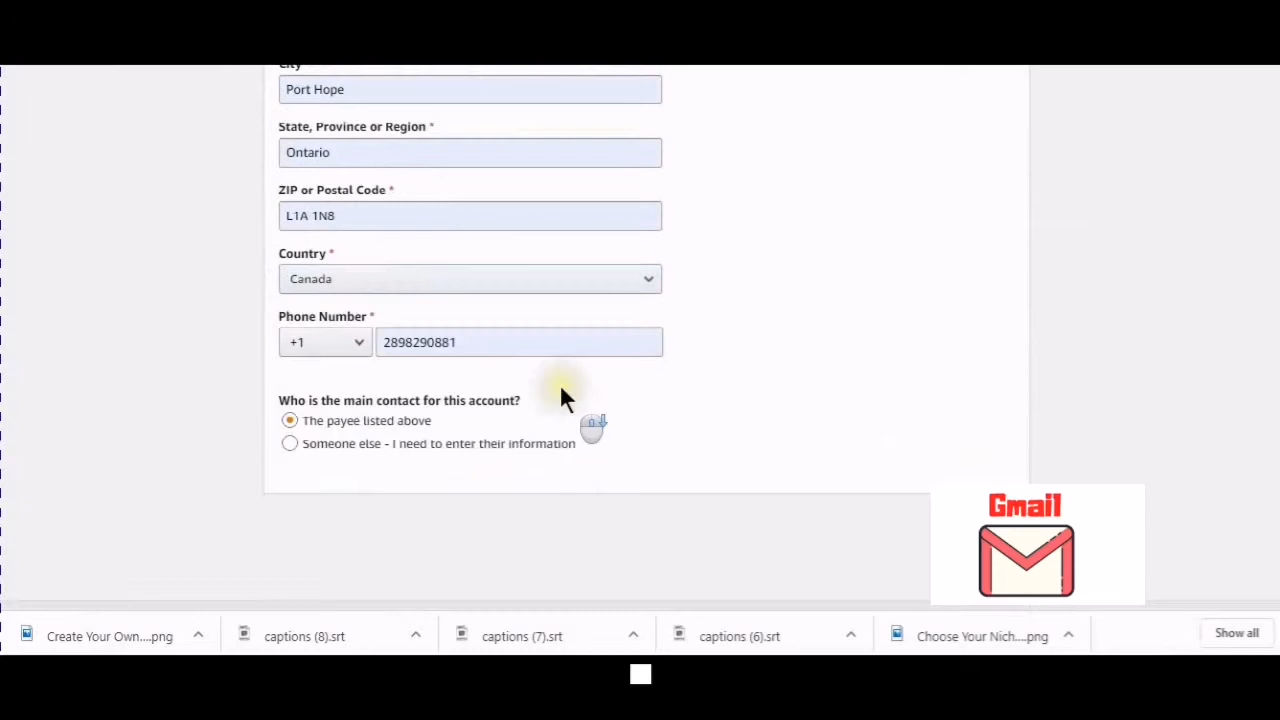 City
Port Hope
State, Province or Region *
Ontario
ZIP or Postal Code *
L1A 1N8
Country *
Canada
Phone Number *
+1 2898290881
Who is the main contact for this account?
The payee listed above
Someone else - I need to enter their information
Gmail
Create Your Own....png captions (8).srt captions (7).srt captions (6).srt Choose Your Nich....png Show all